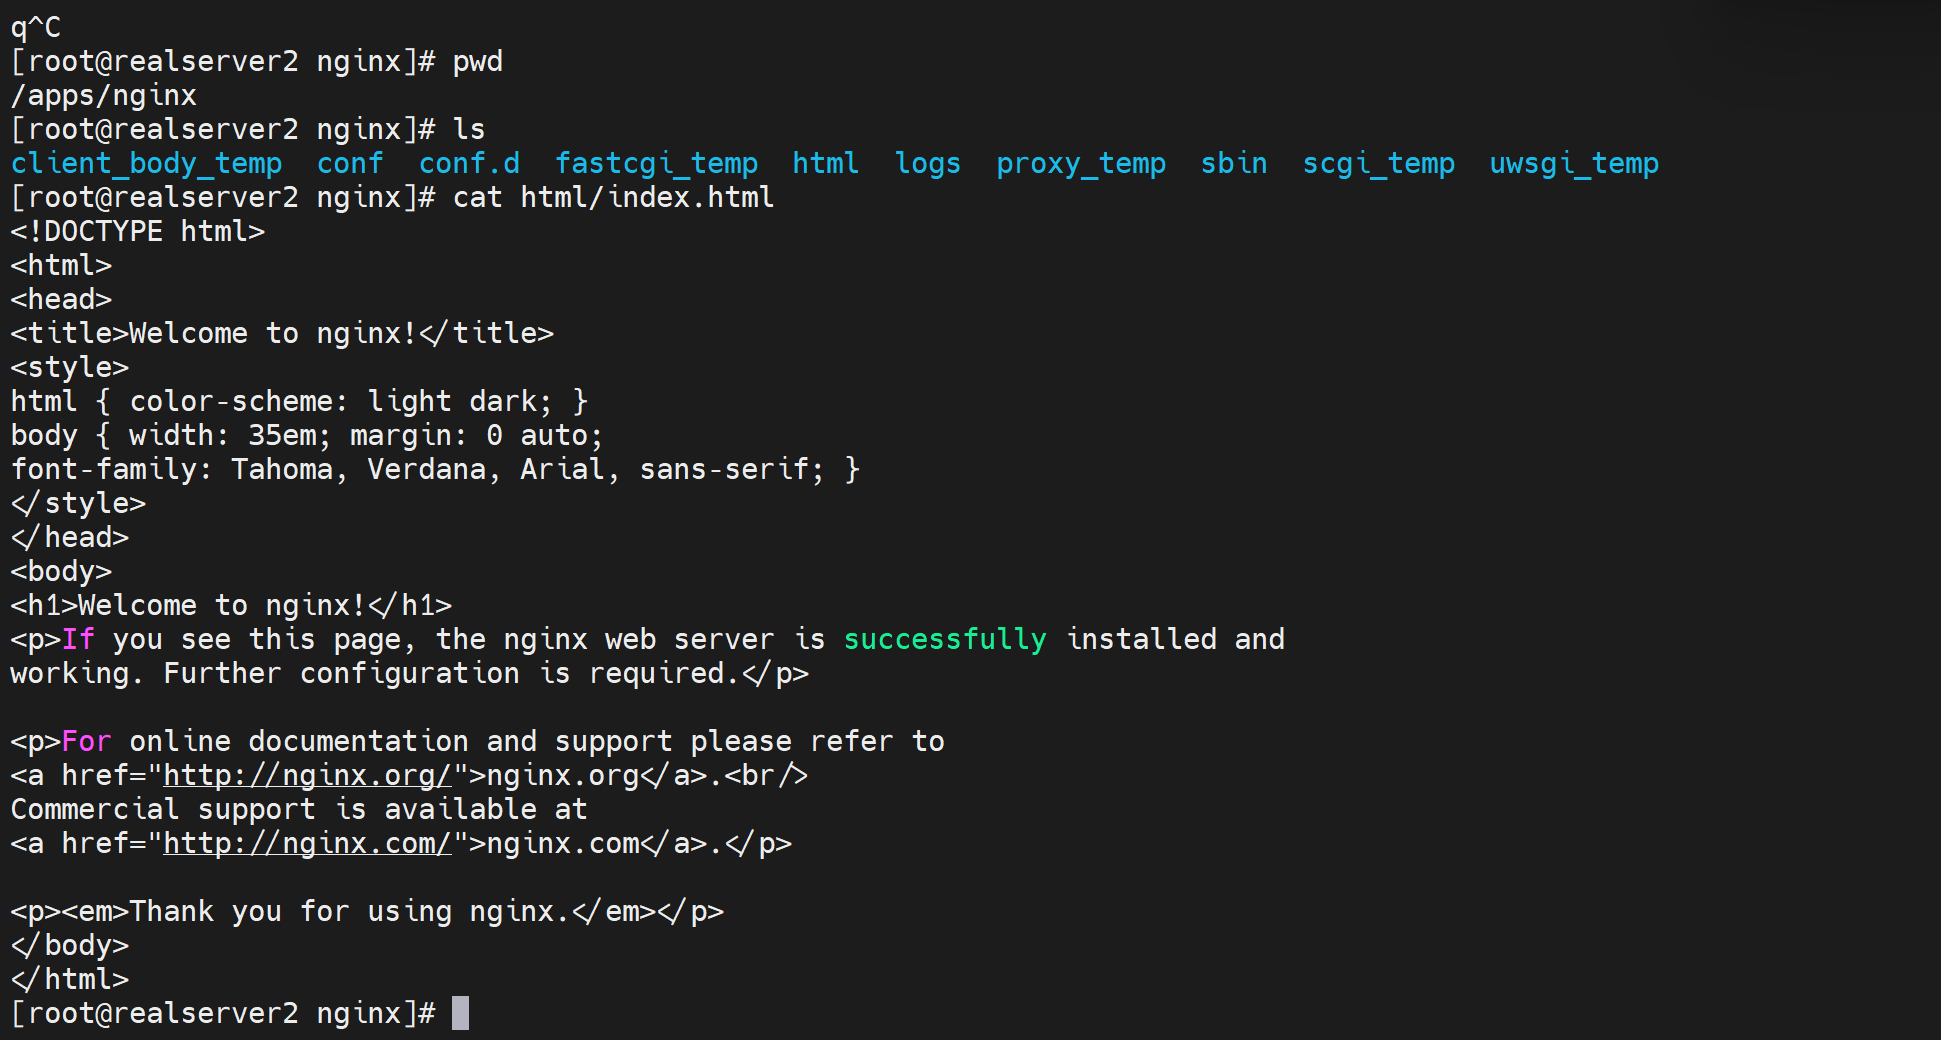 q^C
[root@realserver2 nginx]# pwd
/apps/nginx
[root@realserver2 nginx]# ls
client_body_temp  conf  conf.d  fastcgi_temp  html  logs  proxy_temp  sbin  scgi_temp  uwsgi_temp
[root@realserver2 nginx]# cat html/index.html
<!DOCTYPE html>
<html>
<head>
<title>Welcome to nginx!</title>
<style>
html { color-scheme: light dark; }
body { width: 35em; margin: 0 auto;
font-family: Tahoma, Verdana, Arial, sans-serif; }
</style>
</head>
<body>
<h1>Welcome to nginx!</h1>
<p>If you see this page, the nginx web server is successfully installed and
working. Further configuration is required.</p>

<p>For online documentation and support please refer to
<a href="http://nginx.org/">nginx.org</a>.<br/>
Commercial support is available at
<a href="http://nginx.com/">nginx.com</a>.</p>

<p><em>Thank you for using nginx.</em></p>
</body>
</html>
[root@realserver2 nginx]#